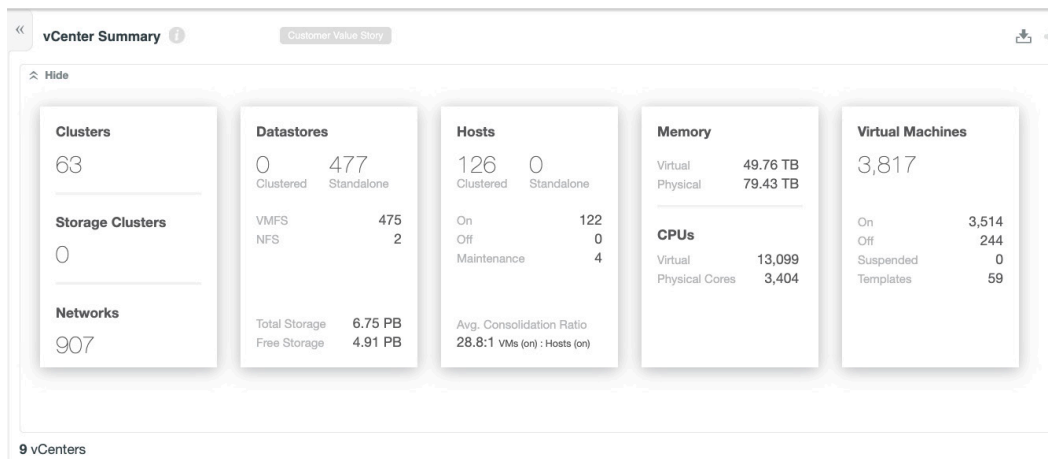 «
vCenter Summary i
Customer Value Story
Hide
Clusters
63
Storage Clusters
0
Networks
907
Datastores
0 477
Clustered Standalone
VMFS 475
NFS 2
Total Storage 6.75 PB
Free Storage 4.91 PB
Hosts
126 0
Clustered Standalone
On 122
Off 0
Maintenance 4
Avg. Consolidation Ratio
28.8:1 VMs (on) : Hosts (on)
Memory
Virtual 49.76 TB
Physical 79.43 TB
CPUs
Virtual 13,099
Physical Cores 3,404
Virtual Machines
3,817
On 3,514
Off 244
Suspended 0
Templates 59
9 vCenters